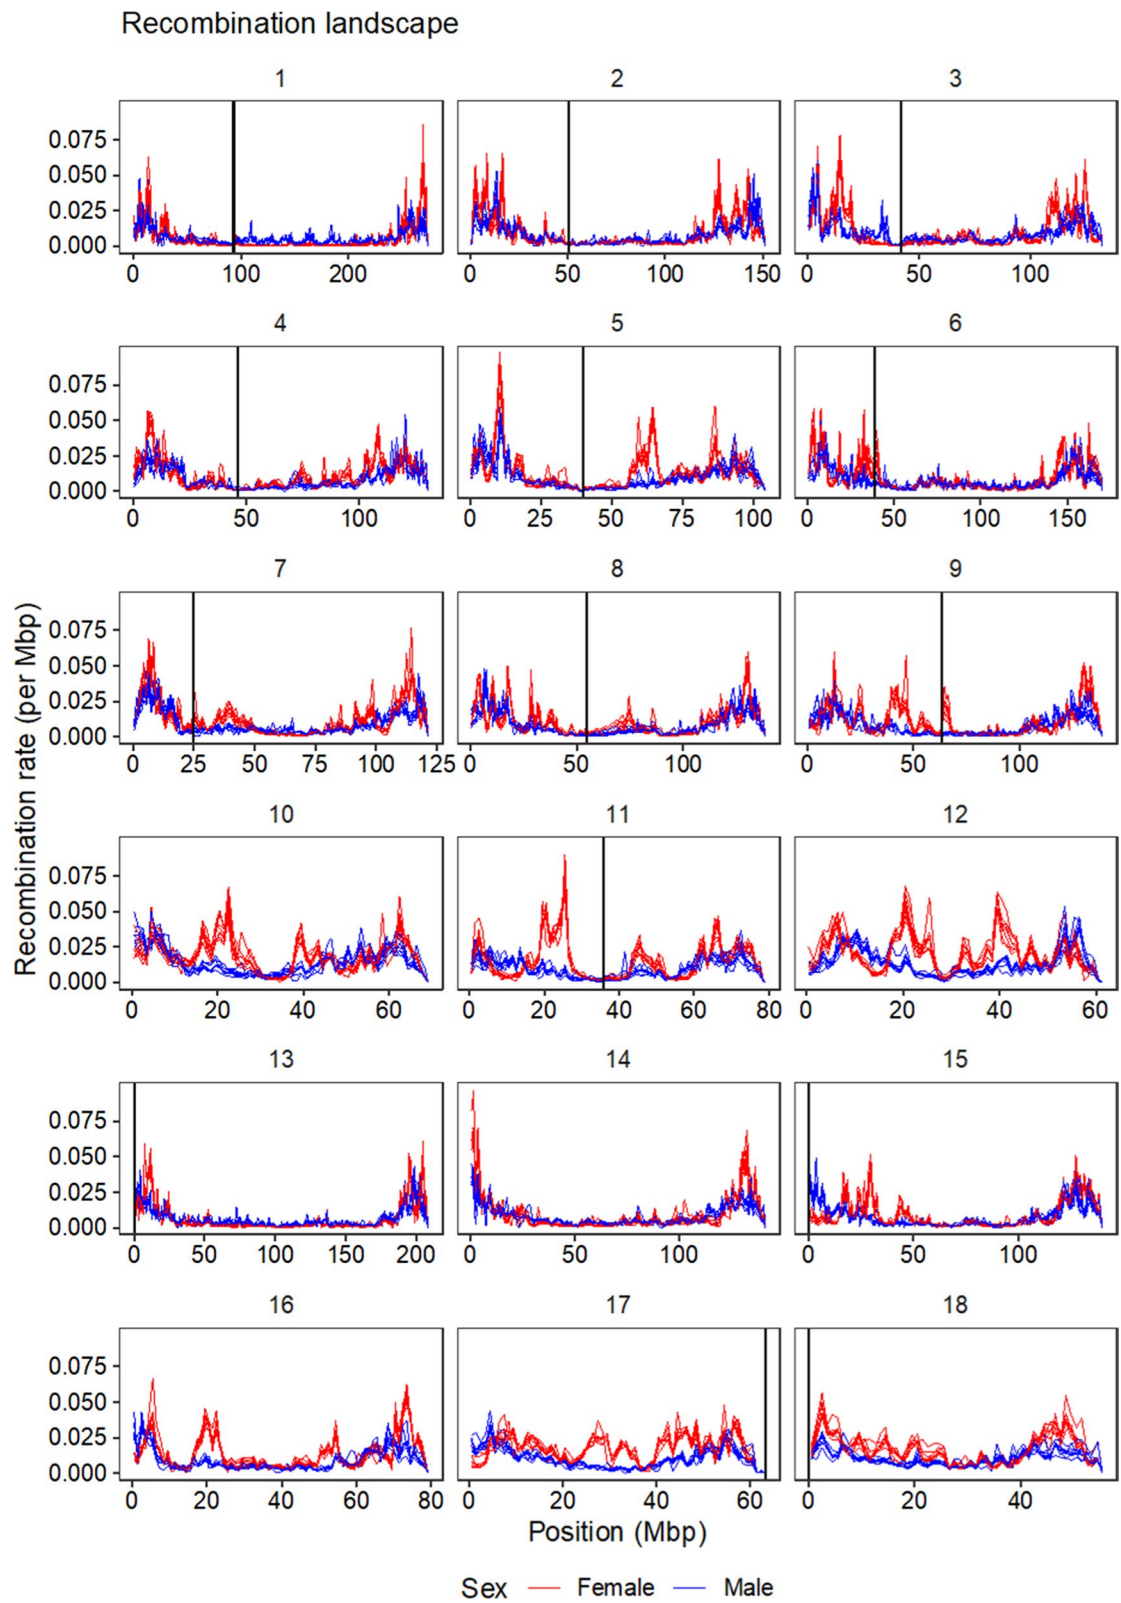 Recombination landscape
1 2 3
0.075
0.050
0.025
0.000
0 100 200 0 50 100 150 0 50 100
4 5 6
0.075
0.050
0.025
0.000
0 50 100 0 25 50 75 100 0 50 100 150
7 8 9
0.075
0.050
0.025
0.000
0 25 50 75 100 125 0 50 100 0 50 100
10 11 12
0.075
0.050
0.025
0.000
0 20 40 60 0 20 40 60 80 0 20 40 60
13 14 15
0.075
0.050
0.025
0.000
0 50 100 150 200 0 50 100 0 50 100
16 17 18
0.075
0.050
0.025
0.000
0 20 40 60 80 0 20 40 60 0 20 40
Recombination rate (per Mbp)
Position (Mbp)
Sex Female Male